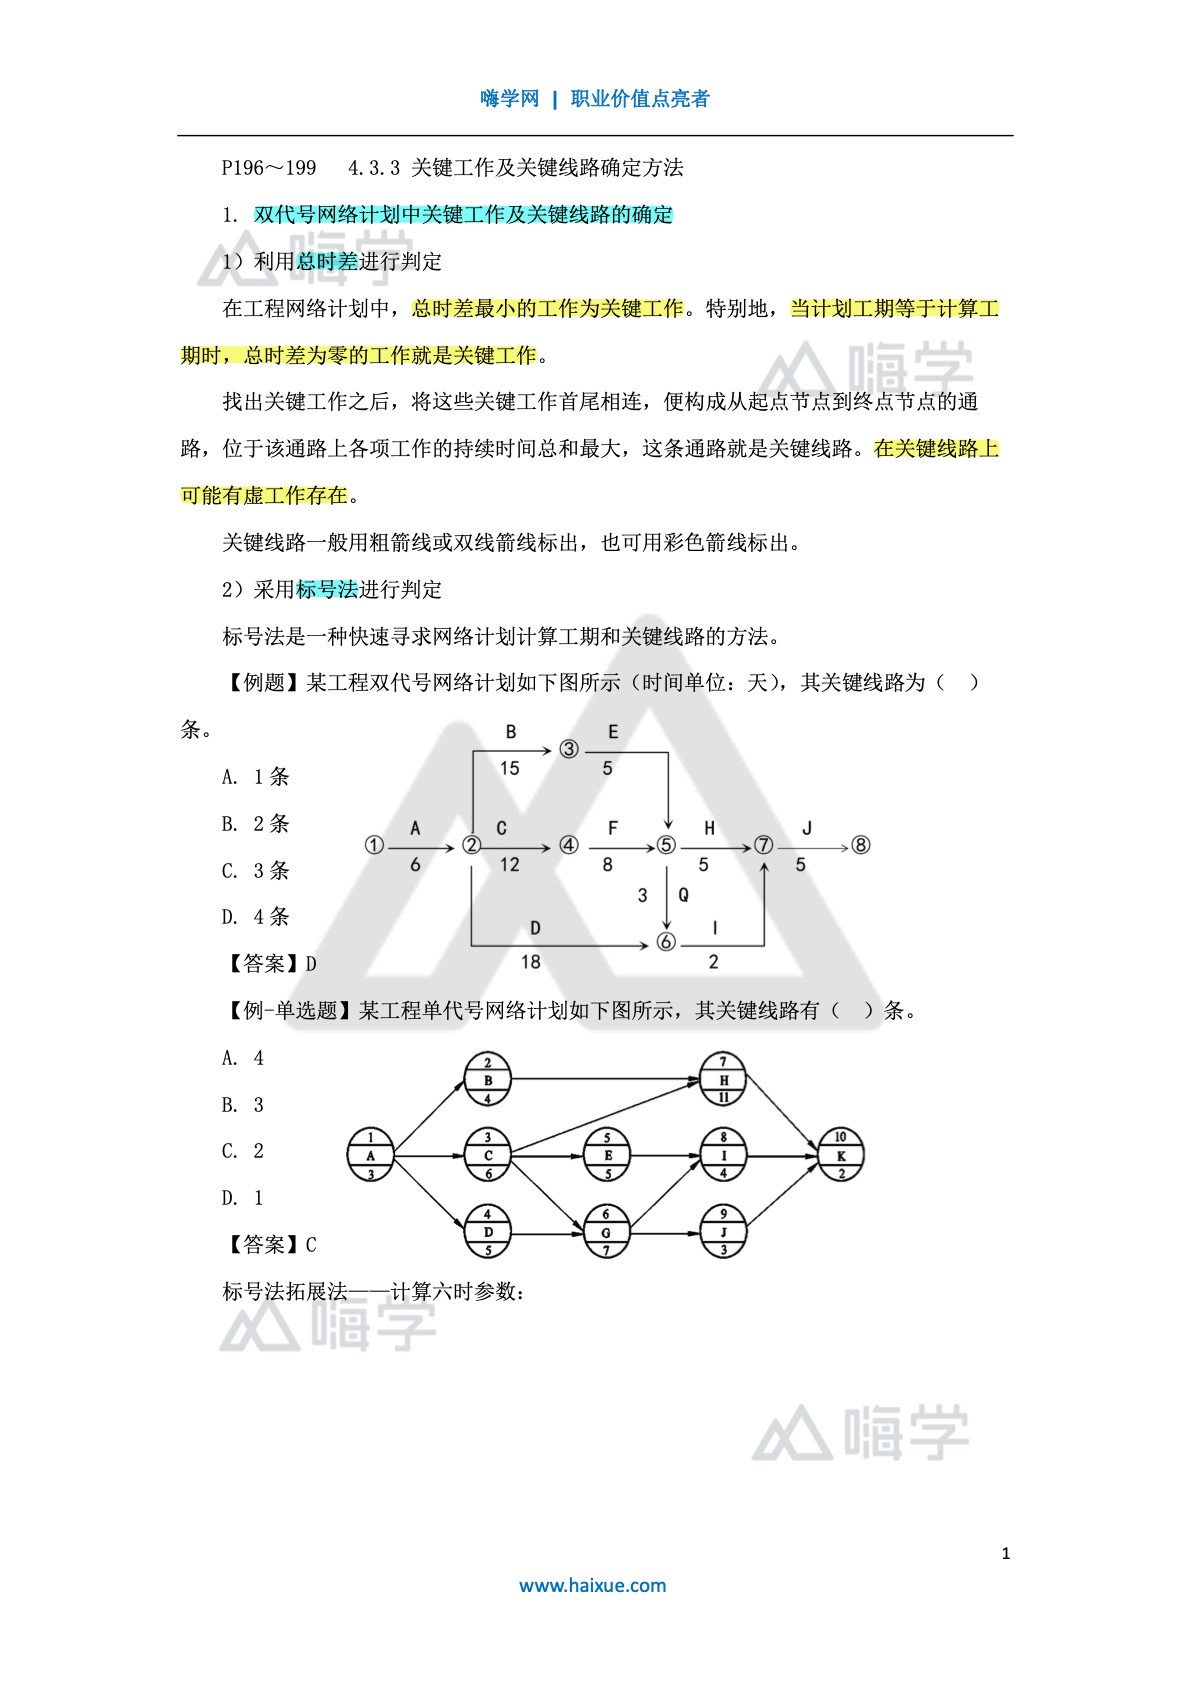 嗨学网 | 职业价值点亮者
P196～199 4.3.3 关键工作及关键线路确定方法
1. 双代号网络计划中关键工作及关键线路的确定
1）利用总时差进行判定
在工程网络计划中，总时差最小的工作为关键工作。特别地，当计划工期等于计算工
期时，总时差为零的工作就是关键工作。
找出关键工作之后，将这些关键工作首尾相连，便构成从起点节点到终点节点的通
路，位于该通路上各项工作的持续时间总和最大，这条通路就是关键线路。在关键线路上
可能有虚工作存在。
关键线路一般用粗箭线或双线箭线标出，也可用彩色箭线标出。
2）采用标号法进行判定
标号法是一种快速寻求网络计划计算工期和关键线路的方法。
【例题】某工程双代号网络计划如下图所示（时间单位：天），其关键线路为（ ）
条。
A. 1条
B. 2条
C. 3条
D. 4条
B E
③
15 5
A C F H J
① ② ④ ⑤ ⑦ ⑧
6 12 8 5 5
3 Q
D I
⑥
18 2
【答案】D
【例-单选题】某工程单代号网络计划如下图所示，其关键线路有（ ）条。
A. 4
B. 3
C. 2
D. 1
2 7
B H
4 11
1 3 5 8 10
A C E I K
3 6 5 4 2
4 6 9
D G J
5 7 3
【答案】C
标号法拓展法——计算六时参数：
嗨学
嗨学
嗨学
嗨学
1
www.haixue.com